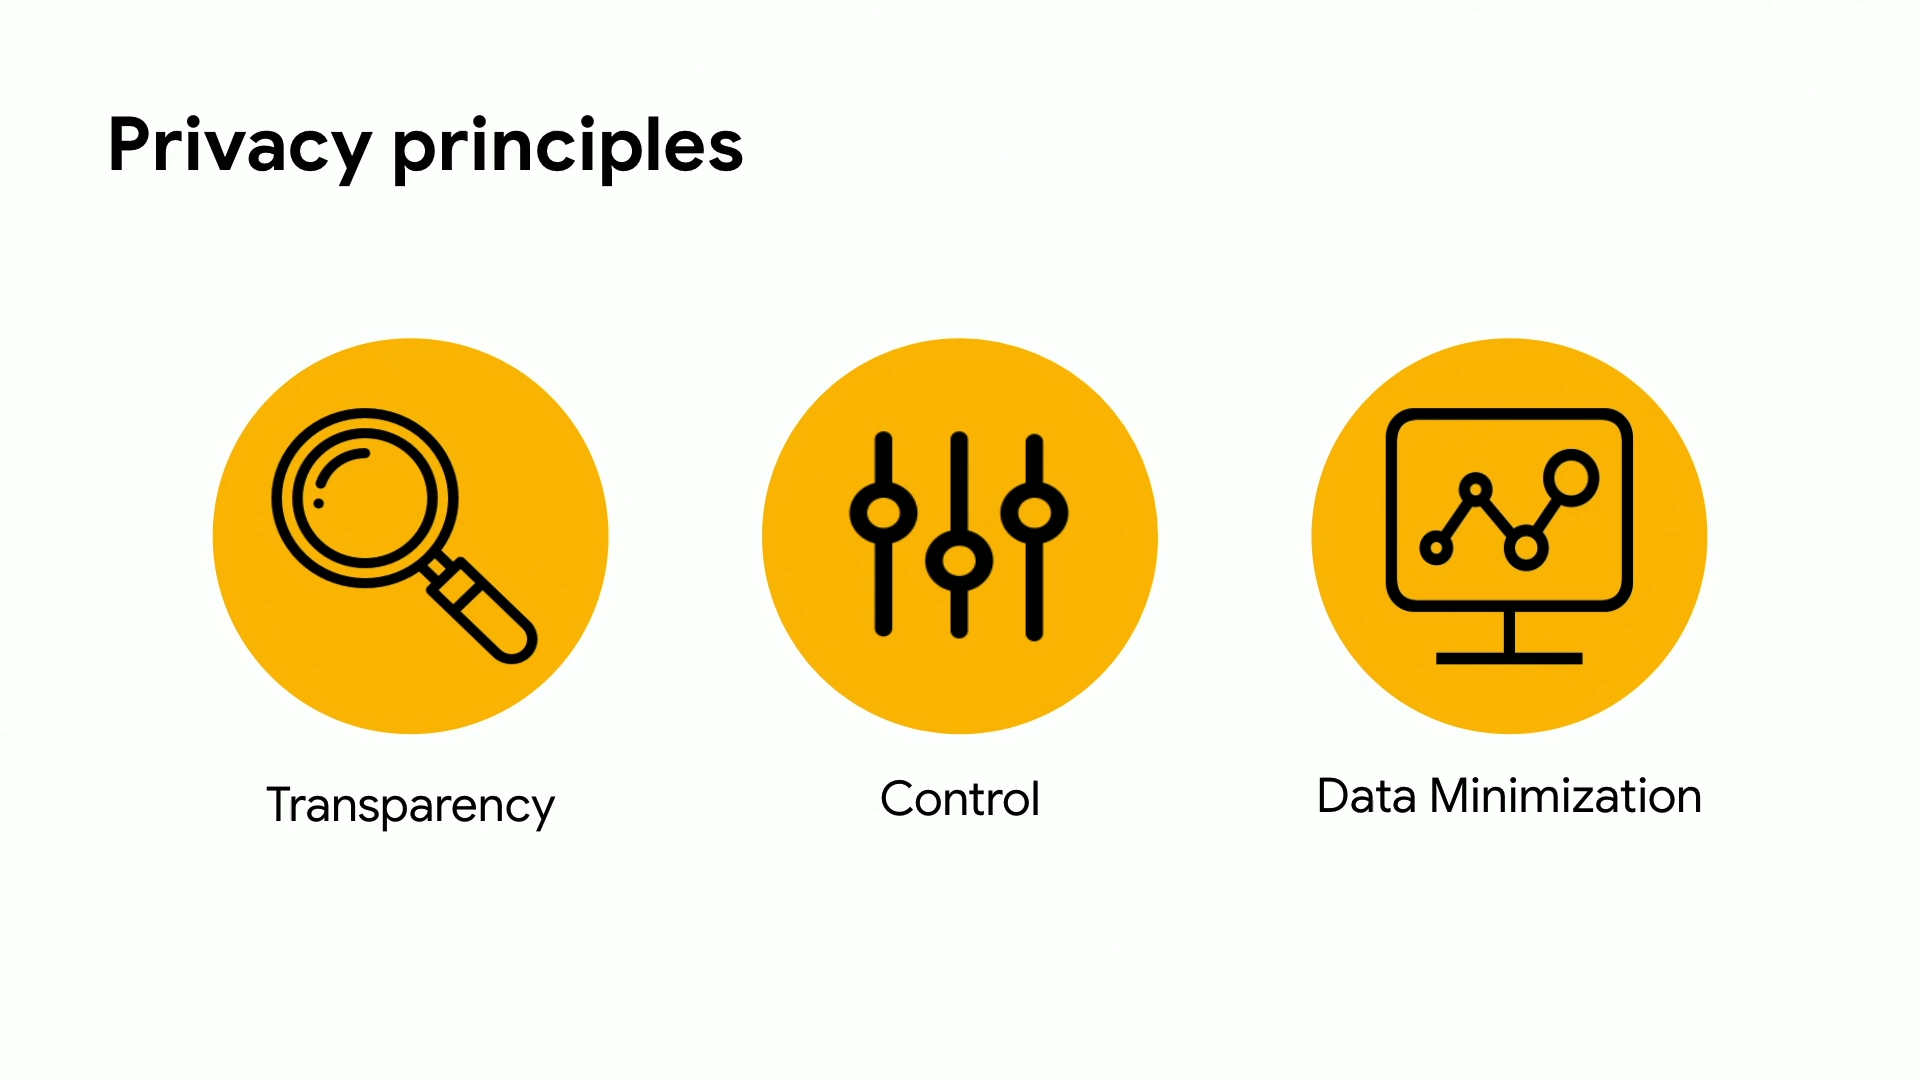 Privacy principles
Transparency
Control
Data Minimization